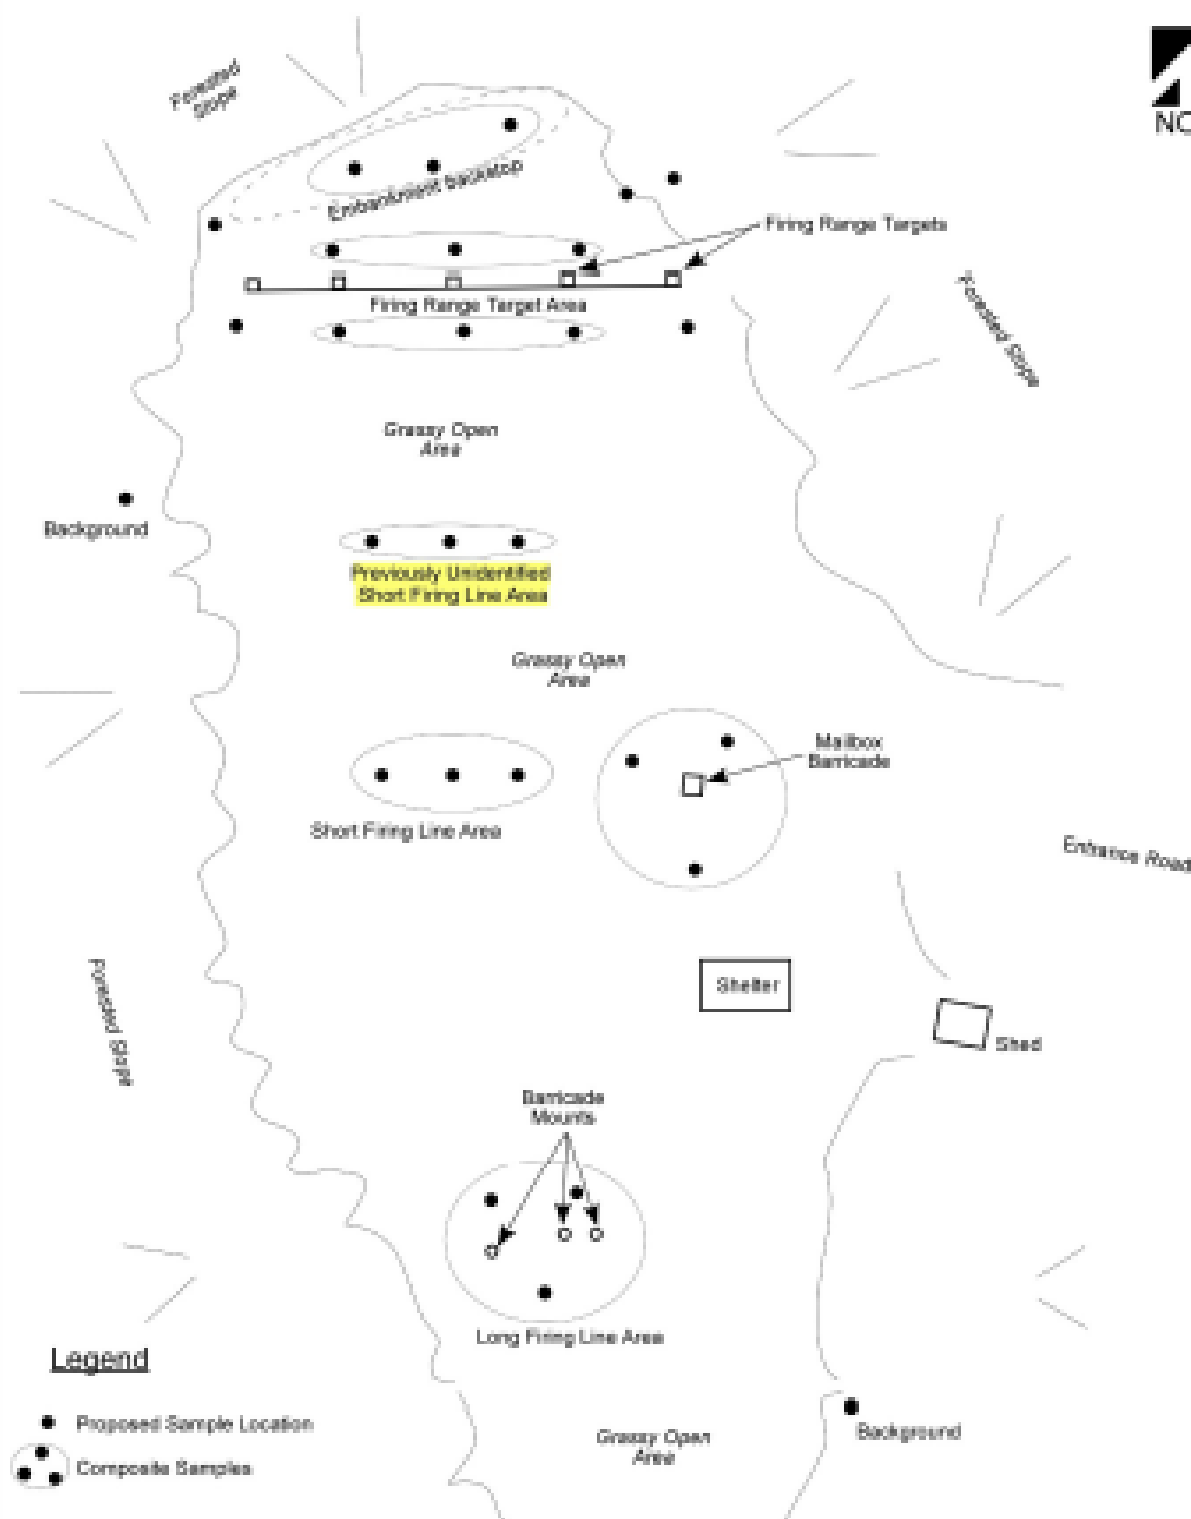 Forested
Slope
NO
Embankment Backstop
Firing Range Targets
Firing Range Target Area
Forested Slope
Grassy Open
Area
Background
Previously Unidentified
Short Firing Line Area
Grassy Open
Area
Mailbox
Barricade
Short Firing Line Area
Entrance Road
Forested Slope
Shelter
Shed
Barricade
Mounts
Long Firing Line Area
Legend
Proposed Sample Location
Composite Samples
Grassy Open
Area
Background